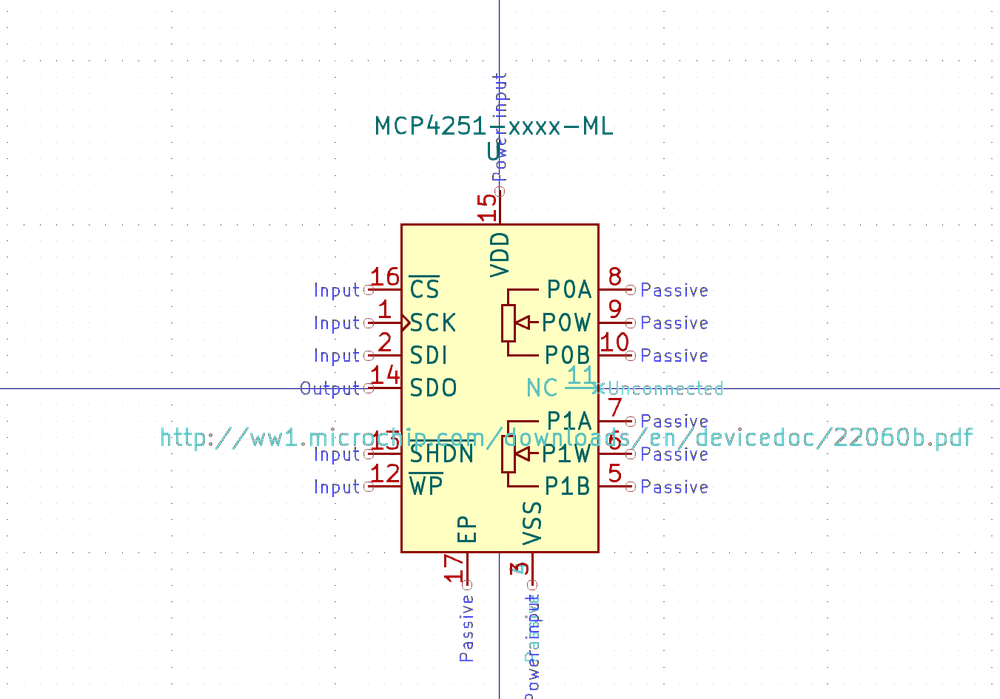 Power input
MCP4251-xxxx-ML
U
15
VDD
Input 16 CS P0A 8 Passive
Input 1 SCK P0W 9 Passive
Input 2 SDI P0B 10 Passive
Output 14 SDO NC 11 Unconnected
P1A 7 Passive
http://ww1.microchip.com/downloads/en/devicedoc/22060b.pdf
Input 13 SHDN P1W 6 Passive
Input 12 WP P1B 5 Passive
EP VSS
17 3 4
Passive Power input Passive